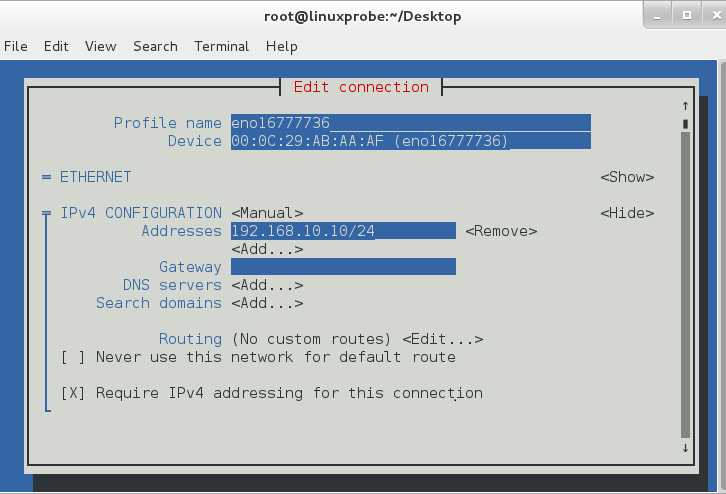 root@linuxprobe:~/Desktop
File Edit View Search Terminal Help
Edit connection
Profile name eno16777736
Device 00:0C:29:AB:AA:AF (eno16777736)
= ETHERNET <Show>
= IPv4 CONFIGURATION <Manual> <Hide>
Addresses 192.168.10.10/24 <Remove>
<Add...>
Gateway
DNS servers <Add...>
Search domains <Add...>
Routing (No custom routes) <Edit...>
[ ] Never use this network for default route
[X] Require IPv4 addressing for this connection